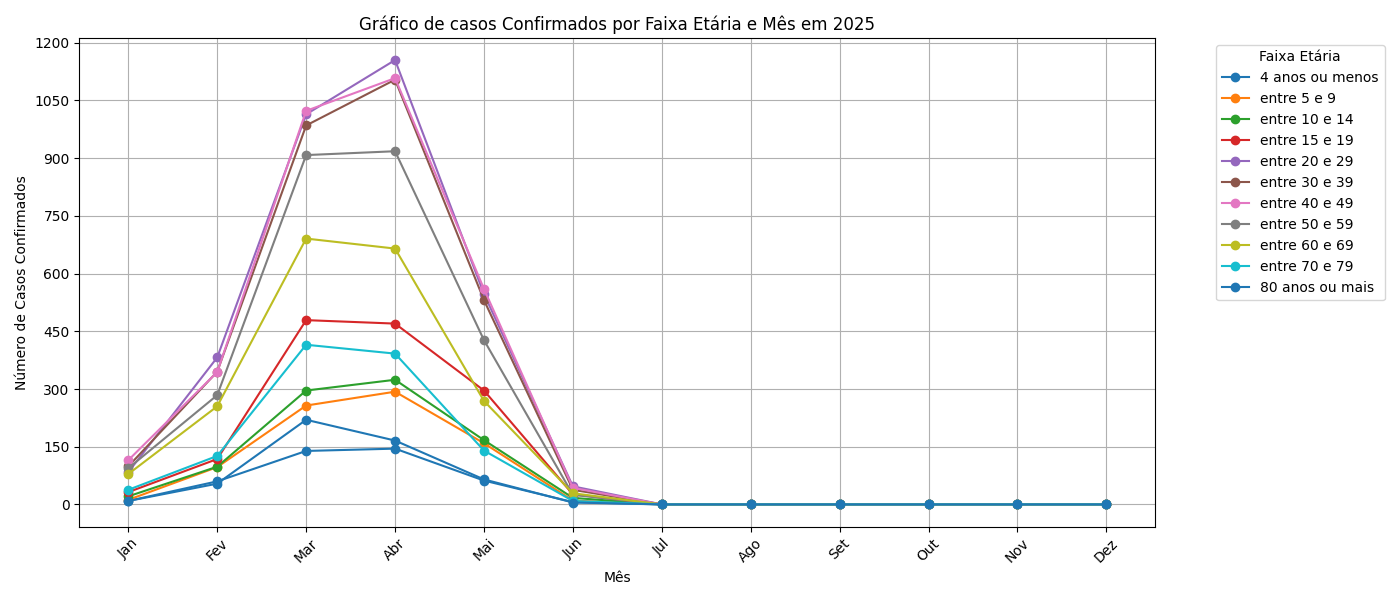 Gráfico de casos Confirmados por Faixa Etária e Mês em 2025
Número de Casos Confirmados
1200
1050
900
750
600
450
300
150
0
Jan
Fev
Mar
Abr
Mai
Jun
Jul
Ago
Set
Out
Nov
Dez
Mês
Faixa Etária
4 anos ou menos
entre 5 e 9
entre 10 e 14
entre 15 e 19
entre 20 e 29
entre 30 e 39
entre 40 e 49
entre 50 e 59
entre 60 e 69
entre 70 e 79
80 anos ou mais